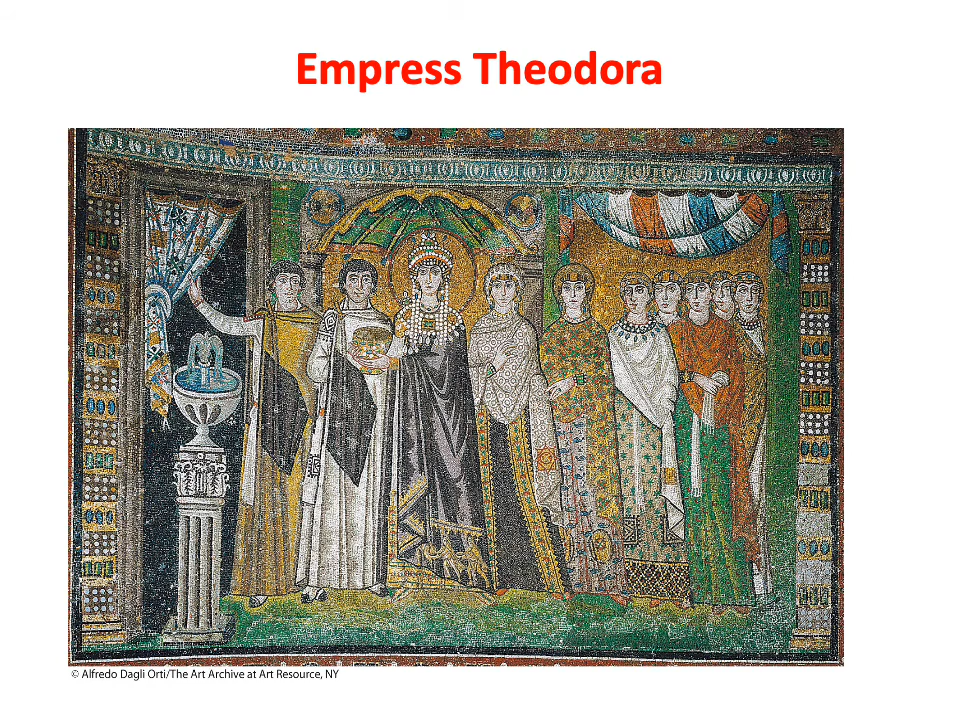 Empress Theodora
© Alfredo Dagli Orti/The Art Archive at Art Resource, NY